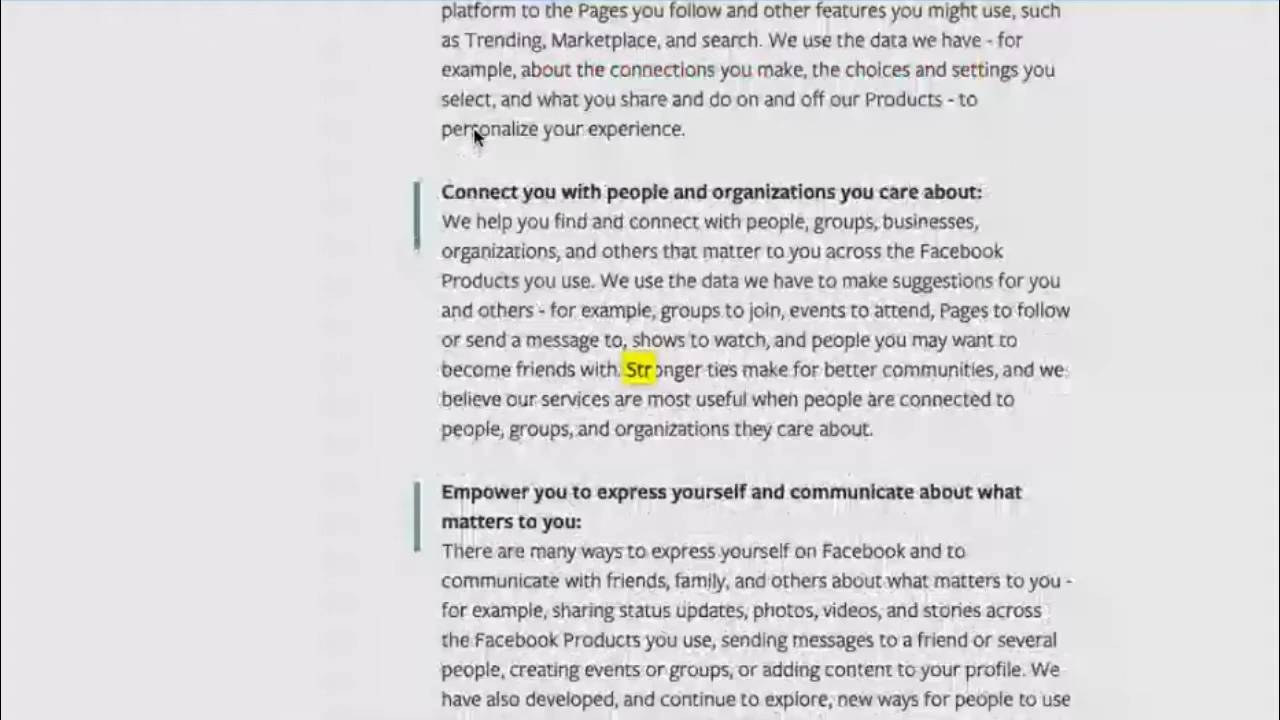 platform to the Pages you follow and other features you might use, such
as Trending, Marketplace, and search. We use the data we have - for
example, about the connections you make, the choices and settings you
select, and what you share and do on and off our Products - to
personalize your experience.
Connect you with people and organizations you care about:
We help you find and connect with people, groups, businesses,
organizations, and others that matter to you across the Facebook
Products you use. We use the data we have to make suggestions for you
and others - for example, groups to join, events to attend, Pages to follow
or send a message to, shows to watch, and people you may want to
become friends with. Stronger ties make for better communities, and we
believe our services are most useful when people are connected to
people, groups, and organizations they care about.
Empower you to express yourself and communicate about what
matters to you:
There are many ways to express yourself on Facebook and to
communicate with friends, family, and others about what matters to you -
for example, sharing status updates, photos, videos, and stories across
the Facebook Products you use, sending messages to a friend or several
people, creating events or groups, or adding content to your profile. We
have also developed, and continue to explore, new ways for people to use